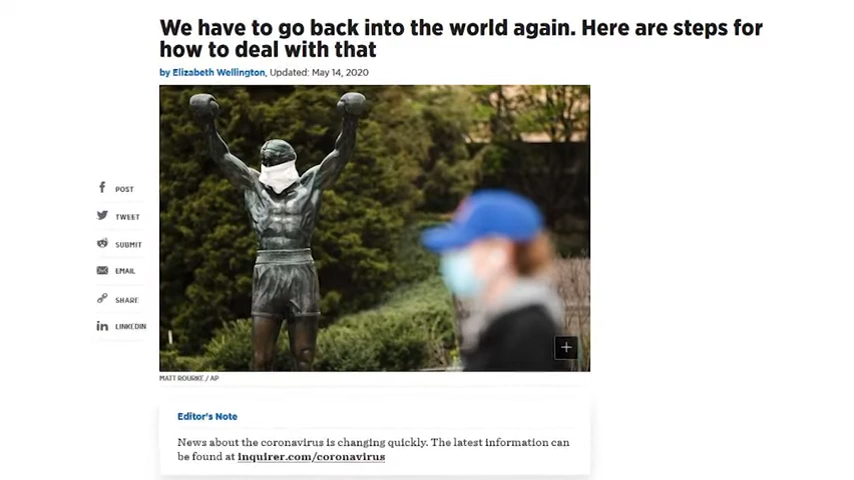 We have to go back into the world again. Here are steps for
how to deal with that
by Elizabeth Wellington, Updated: May 14, 2020
POST
TWEET
SUBMIT
EMAIL
SHARE
LINKEDIN
MATT ROURKE / AP
Editor's Note
News about the coronavirus is changing quickly. The latest information can
be found at inquirer.com/coronavirus